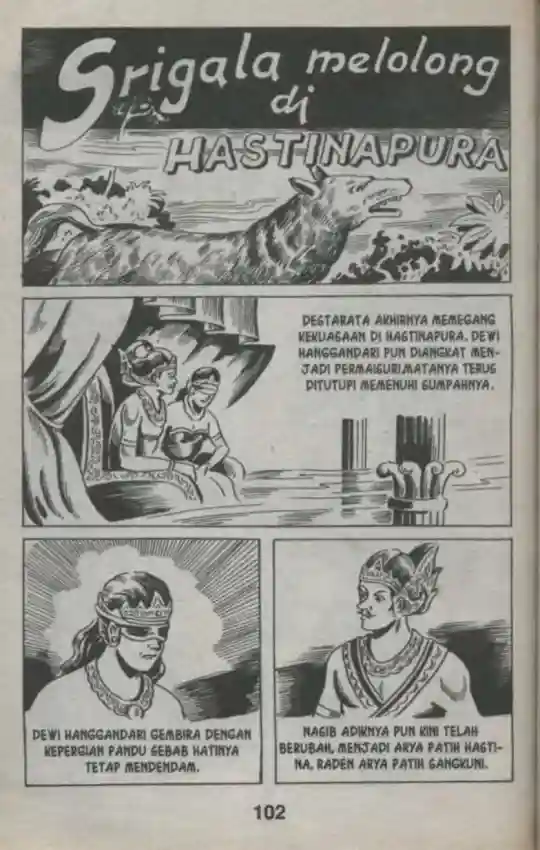 Srigala melolong
di
HASTINAPURA
DESTARATA AKHIRNYA MEMEGANG
KEKUASAAN DI HASTINAPURA. DEWI
HANGGANDARI PUN DIANGKAT MEN-
JADI PERMAISURI.MATANYA TERUS
DITUTUPI MEMENUHI SUMPAHNYA.
DEWI HANGGANDARI GEMBIRA DENGAN
KEPERGIAN PANDU SEBAB HATINYA
TETAP MENDENDAM.
NASIB ADIKNYA PUN KINI TELAH
BERUBAH, MENJADI ARYA PATIH HASTI-
NA, RADEN ARYA PATIH SANGKUNI.
102